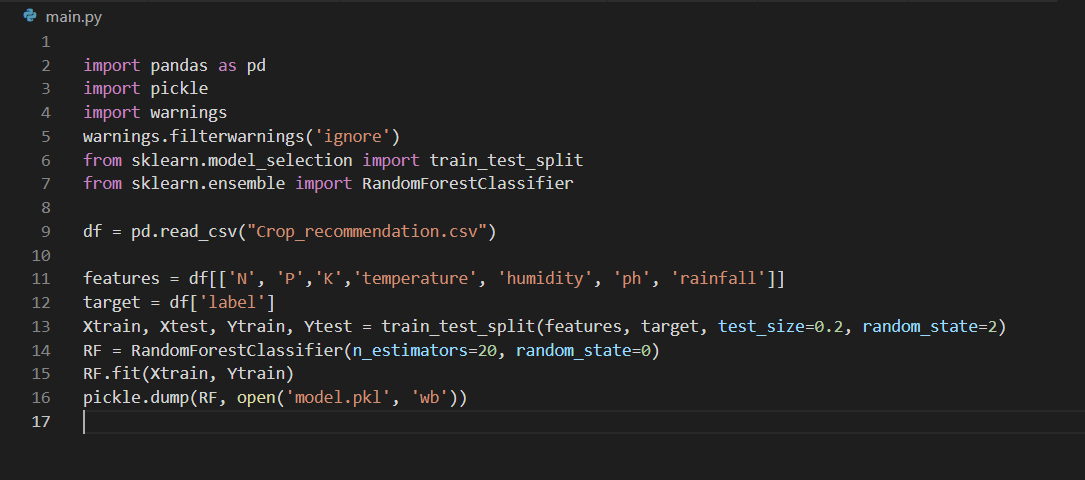 main.py
1
2 import pandas as pd
3 import pickle
4 import warnings
5 warnings.filterwarnings('ignore')
6 from sklearn.model_selection import train_test_split
7 from sklearn.ensemble import RandomForestClassifier
8
9 df = pd.read_csv("Crop_recommendation.csv")
10
11 features = df[['N', 'P','K','temperature', 'humidity', 'ph', 'rainfall']]
12 target = df['label']
13 Xtrain, Xtest, Ytrain, Ytest = train_test_split(features, target, test_size=0.2, random_state=2)
14 RF = RandomForestClassifier(n_estimators=20, random_state=0)
15 RF.fit(Xtrain, Ytrain)
16 pickle.dump(RF, open('model.pkl', 'wb'))
17